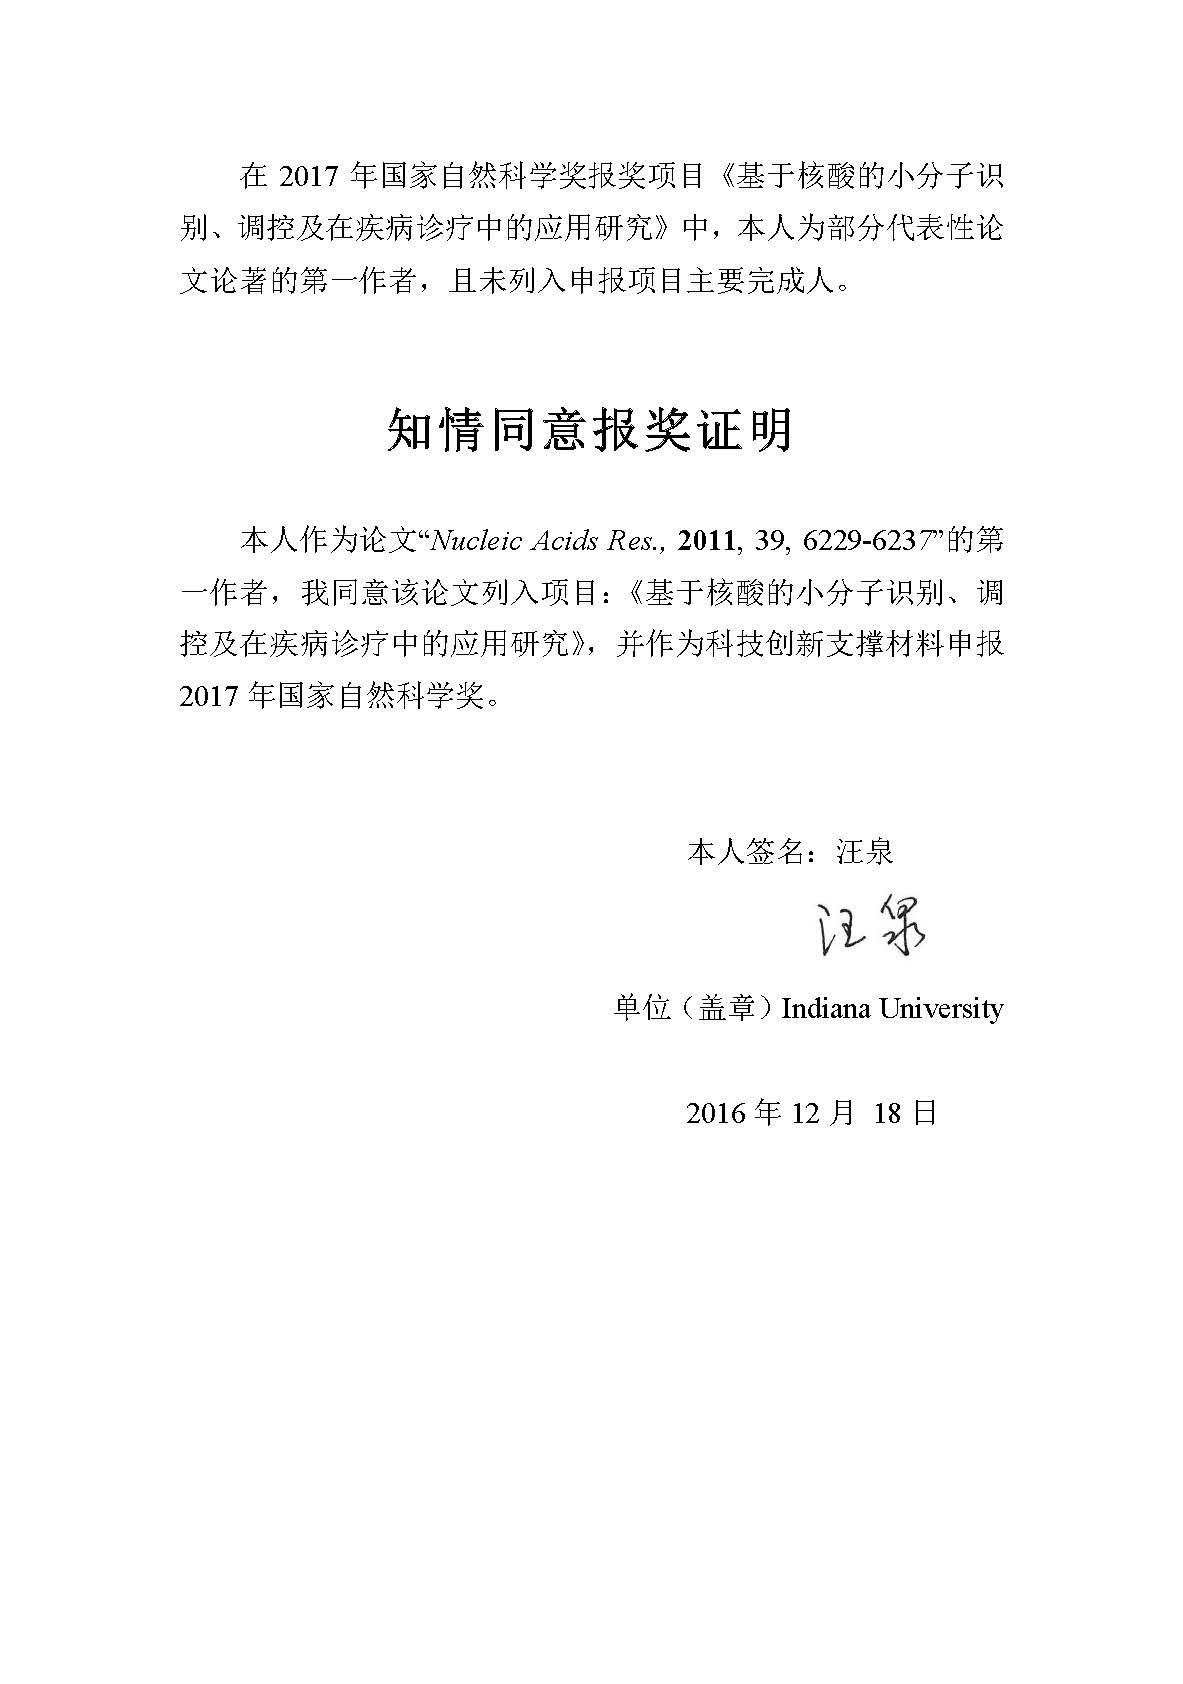 在 2017 年国家自然科学奖报奖项目《基于核酸的小分子识
别、调控及在疾病诊疗中的应用研究》中，本人为部分代表性论
文论著的第一作者，且未列入申报项目主要完成人。
知情同意报奖证明
本人作为论文“Nucleic Acids Res., 2011, 39, 6229-6237”的第
一作者，我同意该论文列入项目：《基于核酸的小分子识别、调
控及在疾病诊疗中的应用研究》，并作为科技创新支撑材料申报
2017 年国家自然科学奖。
本人签名：汪泉
汪泉
单位（盖章）Indiana University
2016 年 12 月 18 日